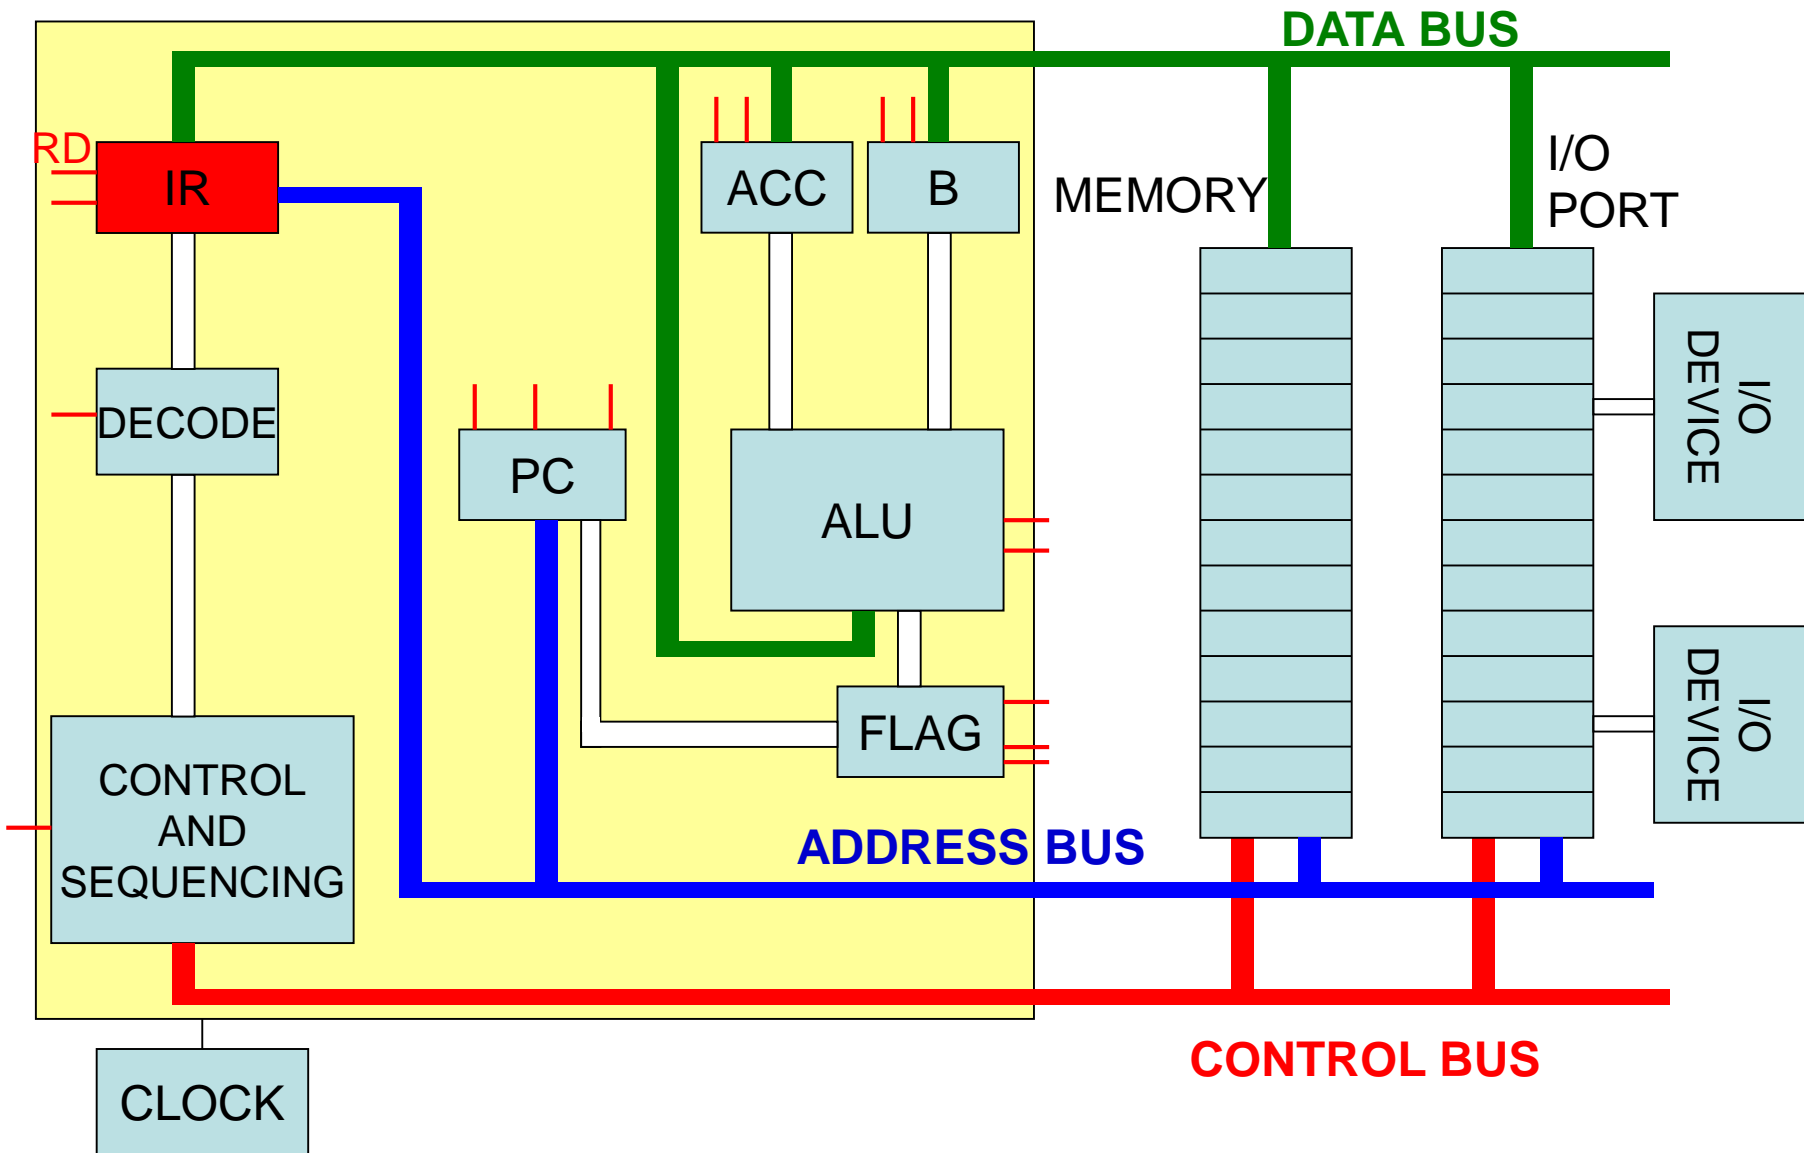 DATA BUS
RD
IR
ACC
B
MEMORY
I/O
PORT
I/O
DEVICE
DECODE
PC
ALU
I/O
DEVICE
FLAG
CONTROL
AND
SEQUENCING
ADDRESS BUS
CONTROL BUS
CLOCK